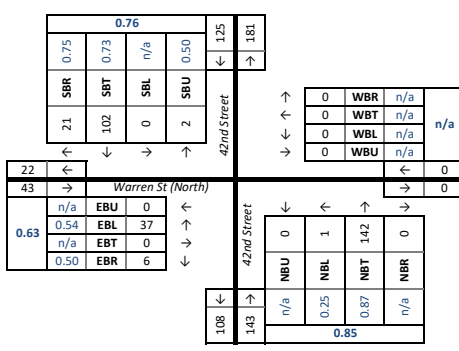 0.76
125 181
0.75 0.73 n/a 0.50
↓ ↑
SBR SBT SBL SBU
42nd Street
21 102 0 2
↑ 0 WBR n/a
← 0 WBT n/a
n/a
↓ 0 WBL n/a
→ 0 WBU n/a
← ↓ → ↑
22 ← ← 0
43 → Warren St (North) → 0
n/a EBU 0 ←
0.63
0.54 EBL 37 ↑
n/a EBT 0 →
0.50 EBR 6 ↓
42nd Street
↓ ← ↑ →
0 1 142 0
NBU NBL NBT NBR
↓ ↑ n/a 0.25 0.87 n/a
108 143
0.85